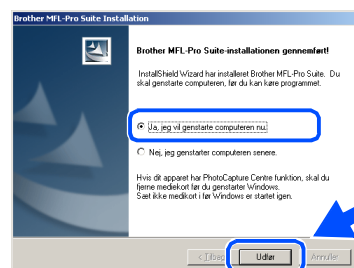 Brother MFL-Pro Suite Installation
Brother MFL-Pro Suite-installationen gennemført!
InstallShield Wizard har installeret Brother MFL-Pro Suite. Du
skal genstarte computeren, før du kan køre programmet.
Ja, jeg vil genstarte computeren nu.
Nej, jeg genstarter computeren senere.
Hvis dit apparat har PhotoCapture Centre funktion, skal du
fjerne mediekort før du genstarter Windows.
Sæt ikke medikort i før Windows er startet igen.
< Tilbage Udfør Annuller